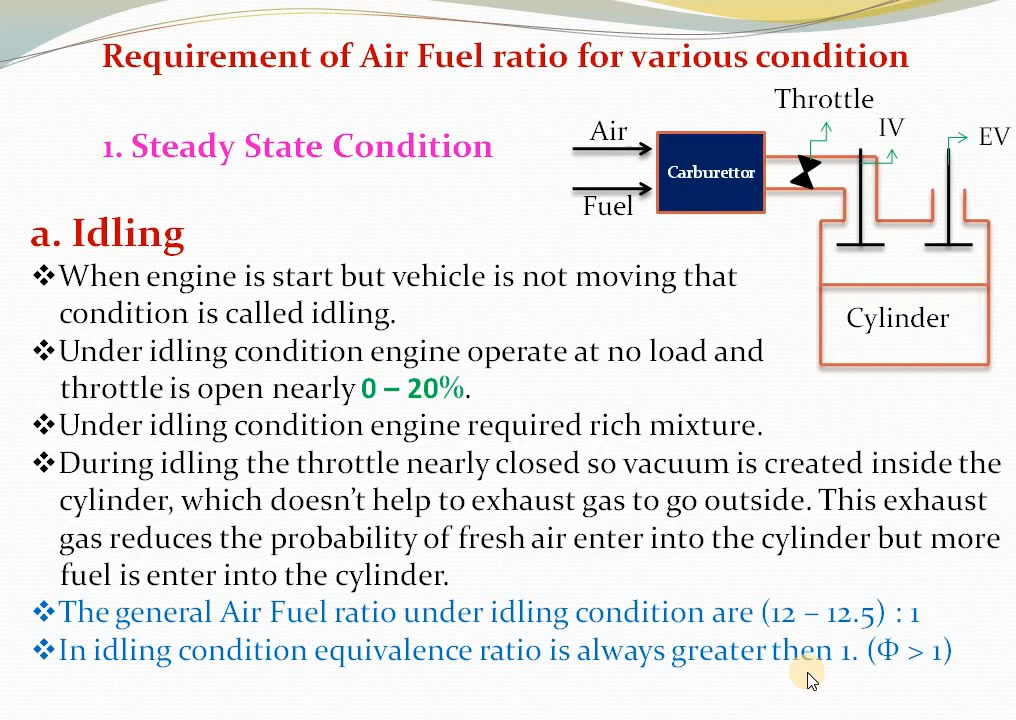 Requirement of Air Fuel ratio for various condition
Throttle
Air
IV
EV
1. Steady State Condition
Carburettor
Fuel
a. Idling
❖When engine is start but vehicle is not moving that
condition is called idling.
Cylinder
❖Under idling condition engine operate at no load and
throttle is open nearly 0 – 20%.
❖Under idling condition engine required rich mixture.
❖During idling the throttle nearly closed so vacuum is created inside the
cylinder, which doesn’t help to exhaust gas to go outside. This exhaust
gas reduces the probability of fresh air enter into the cylinder but more
fuel is enter into the cylinder.
❖The general Air Fuel ratio under idling condition are (12 – 12.5) : 1
❖In idling condition equivalence ratio is always greater then 1. (Φ > 1)